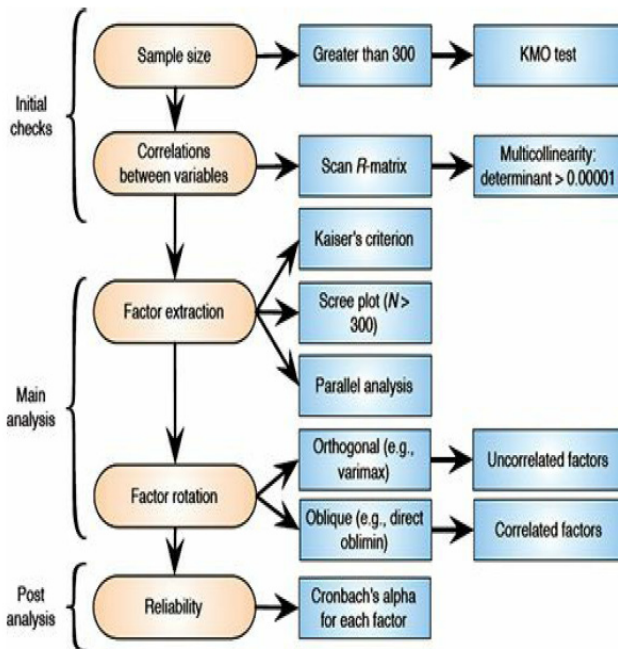 Sample size
Greater than 300
KMO test
Initial
checks
Correlations
between variables
Scan R-matrix
Multicollinearity:
determinant > 0.00001
Kaiser's criterion
Factor extraction
Scree plot (N >
300)
Parallel analysis
Main
analysis
Orthogonal (e.g.,
varimax)
Uncorrelated factors
Factor rotation
Oblique (e.g., direct
oblimin)
Correlated factors
Post
analysis
Reliability
Cronbach's alpha
for each factor